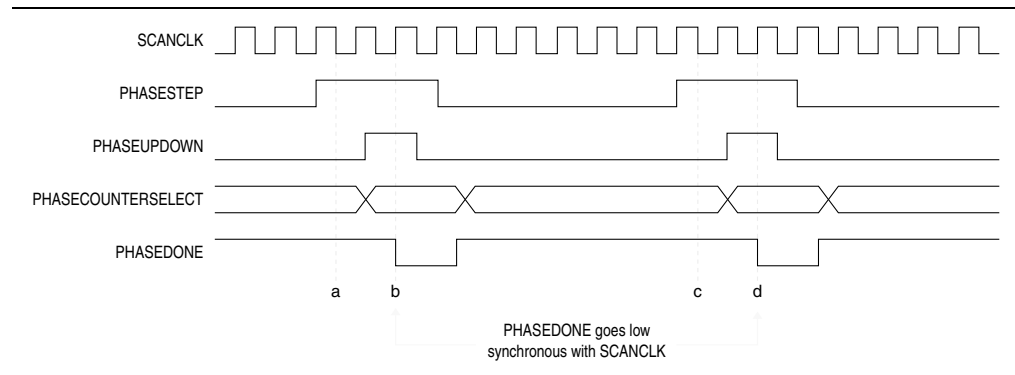 SCANCLK
PHASESTEP
PHASEUPDOWN
PHASECOUNTERSELECT
PHASEDONE
a b c d
PHASEDONE goes low
synchronous with SCANCLK